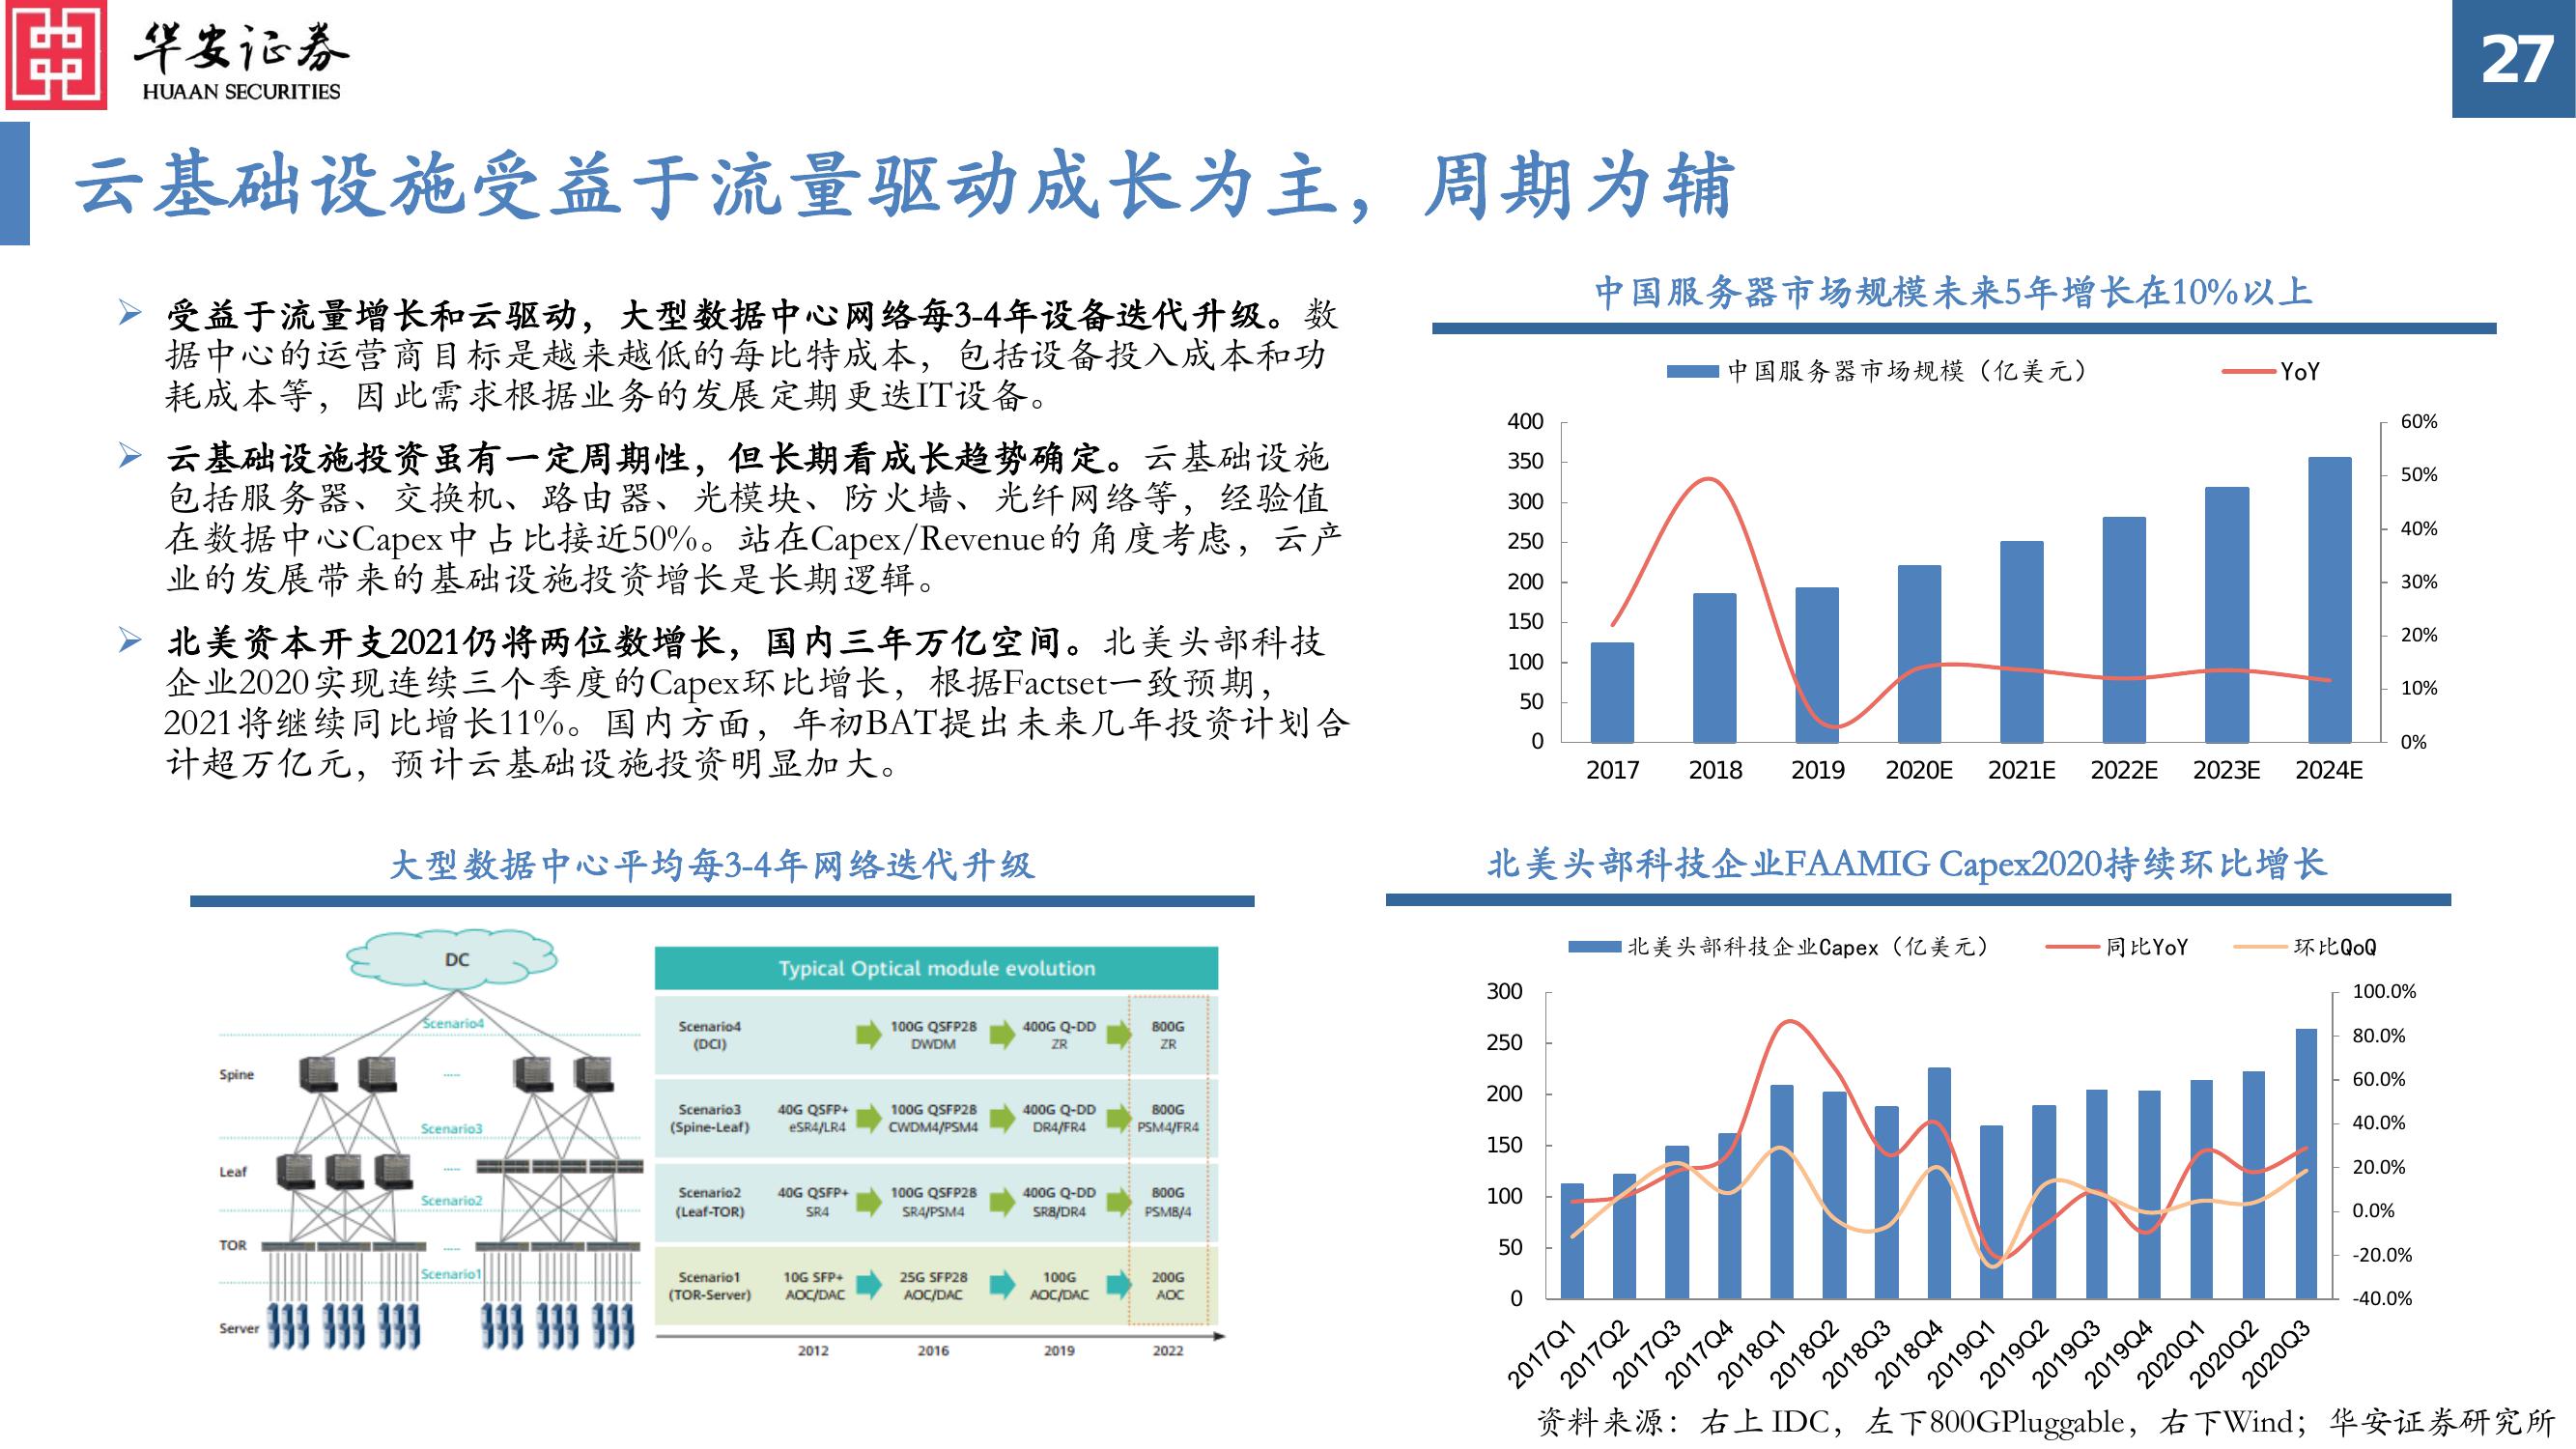 华安证券
HUAAN SECURITIES
27
云基础设施受益于流量驱动成长为主，周期为辅
受益于流量增长和云驱动，大型数据中心网络每3-4年设备迭代升级。数
据中心的运营商目标是越来越低的每比特成本，包括设备投入成本和功
耗成本等，因此需求根据业务的发展定期更迭IT设备。
云基础设施投资虽有一定周期性，但长期看成长趋势确定。云基础设施
包括服务器、交换机、路由器、光模块、防火墙、光纤网络等，经验值
在数据中心Capex中占比接近50%。站在Capex/Revenue的角度考虑，云产
业的发展带来的基础设施投资增长是长期逻辑。
北美资本开支2021仍将两位数增长，国内三年万亿空间。北美头部科技
企业2020实现连续三个季度的Capex环比增长，根据Factset一致预期，
2021将继续同比增长11%。国内方面，年初BAT提出未来几年投资计划合
计超万亿元，预计云基础设施投资明显加大。
中国服务器市场规模未来5年增长在10%以上
中国服务器市场规模（亿美元） YoY
400 60%
350 50%
300 40%
250 30%
200 20%
150 10%
100 0%
50
0
2017 2018 2019 2020E 2021E 2022E 2023E 2024E
大型数据中心平均每3-4年网络迭代升级
DC
Scenario4
Spine
Scenario3
Leaf
Scenario2
TOR
Scenario1
Server
Typical Optical module evolution
Scenario4 100G QSFP28 400G Q-DD 800G
(DCI) DWDM ZR ZR
Scenario3 40G QSFP+ 100G QSFP28 400G Q-DD 800G
(Spine-Leaf) eSR4/LR4 CWDM4/PSM4 DR4/FR4 PSM4/FR4
Scenario2 40G QSFP+ 100G QSFP28 400G Q-DD 800G
(Leaf-TOR) SR4 SR4/PSM4 SR8/DR4 PSM8/4
Scenario1 10G SFP+ 25G SFP28 100G 200G
(TOR-Server) AOC/DAC AOC/DAC AOC/DAC AOC
2012 2016 2019 2022
北美头部科技企业FAAMIG Capex2020持续环比增长
北美头部科技企业Capex（亿美元） 同比YoY 环比QoQ
300 100.0%
250 80.0%
200 60.0%
150 40.0%
100 20.0%
50 0.0%
0 -20.0%
-40.0%
2017Q1 2017Q2 2017Q3 2017Q4 2018Q1 2018Q2 2018Q3 2018Q4 2019Q1 2019Q2 2019Q3 2019Q4 2020Q1 2020Q2 2020Q3
资料来源：右上 IDC，左下800GPluggable，右下Wind；华安证券研究所